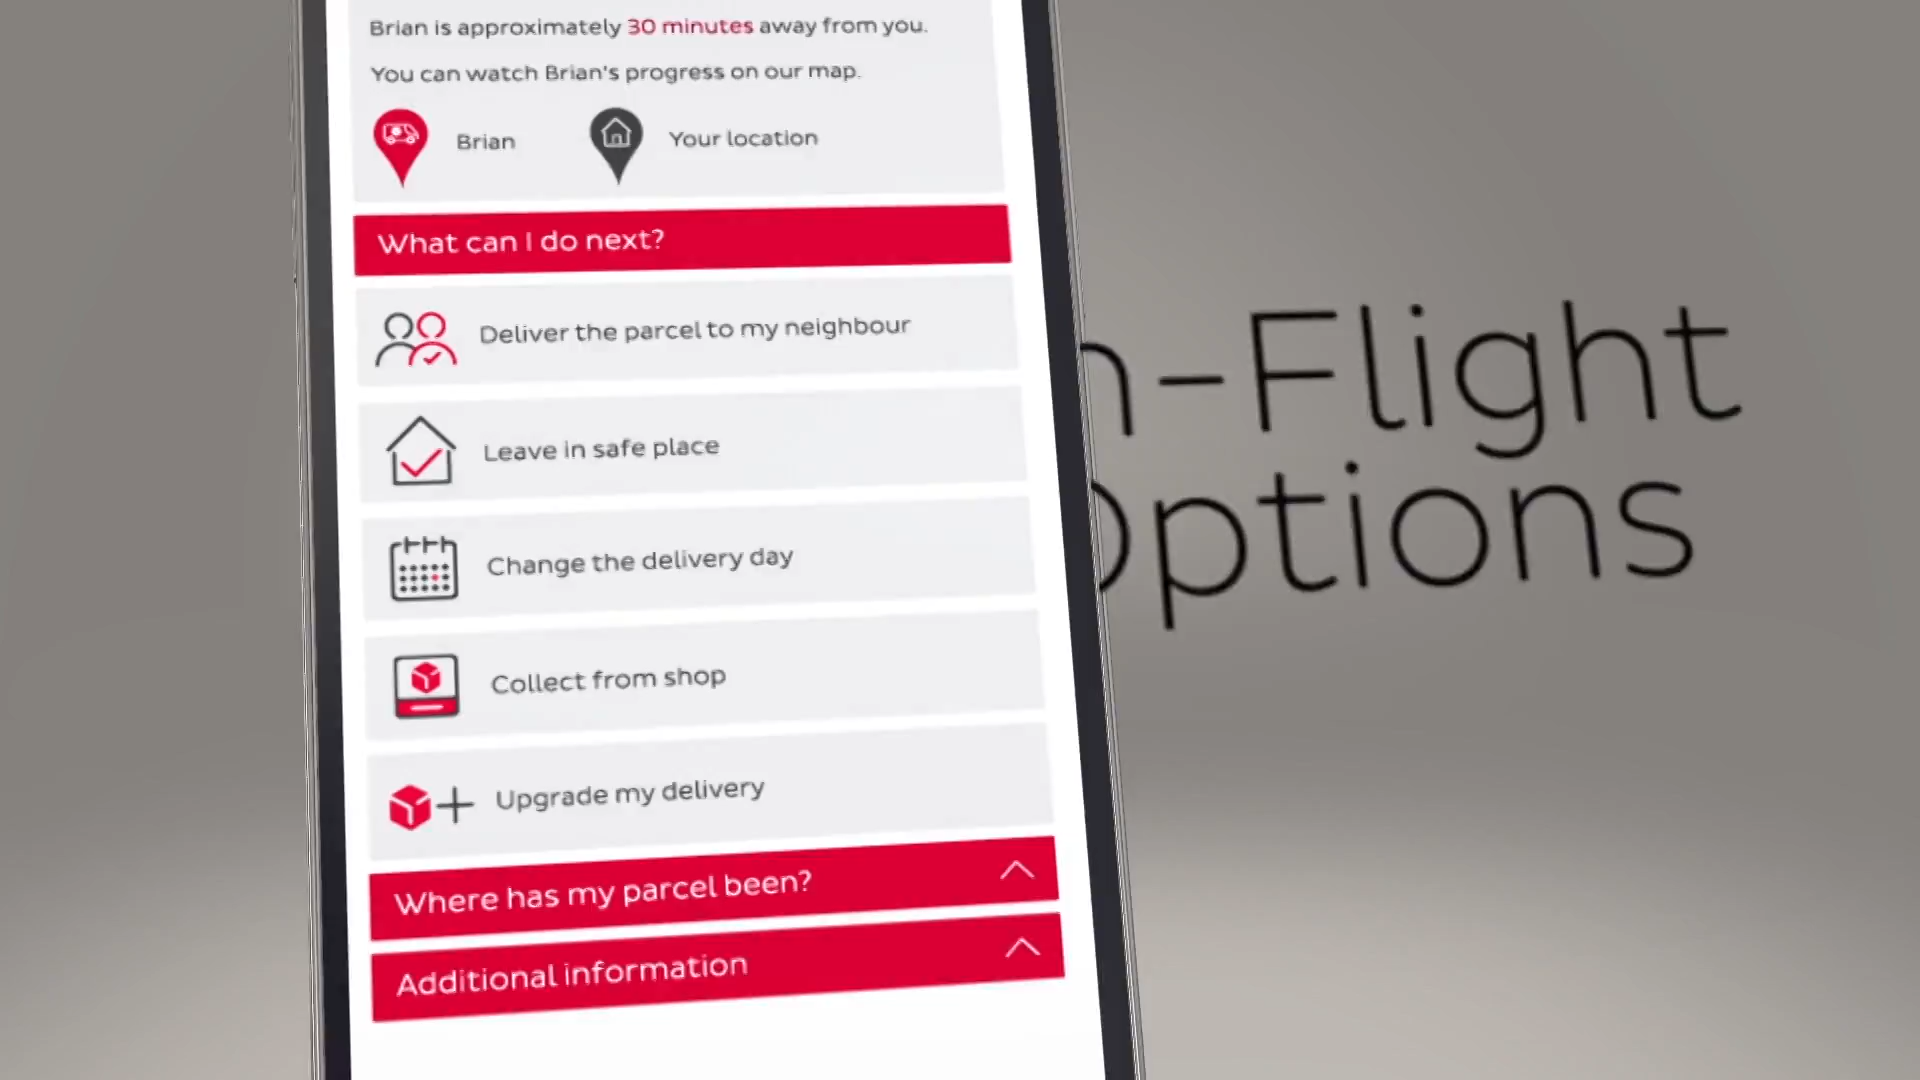 Brian is approximately 30 minutes away from you.
You can watch Brian's progress on our map.
Brian
Your location
What can I do next?
Deliver the parcel to my neighbour
Leave in safe place
Change the delivery day
Collect from shop
Upgrade my delivery
Where has my parcel been?
Additional information
n-Flight
Options